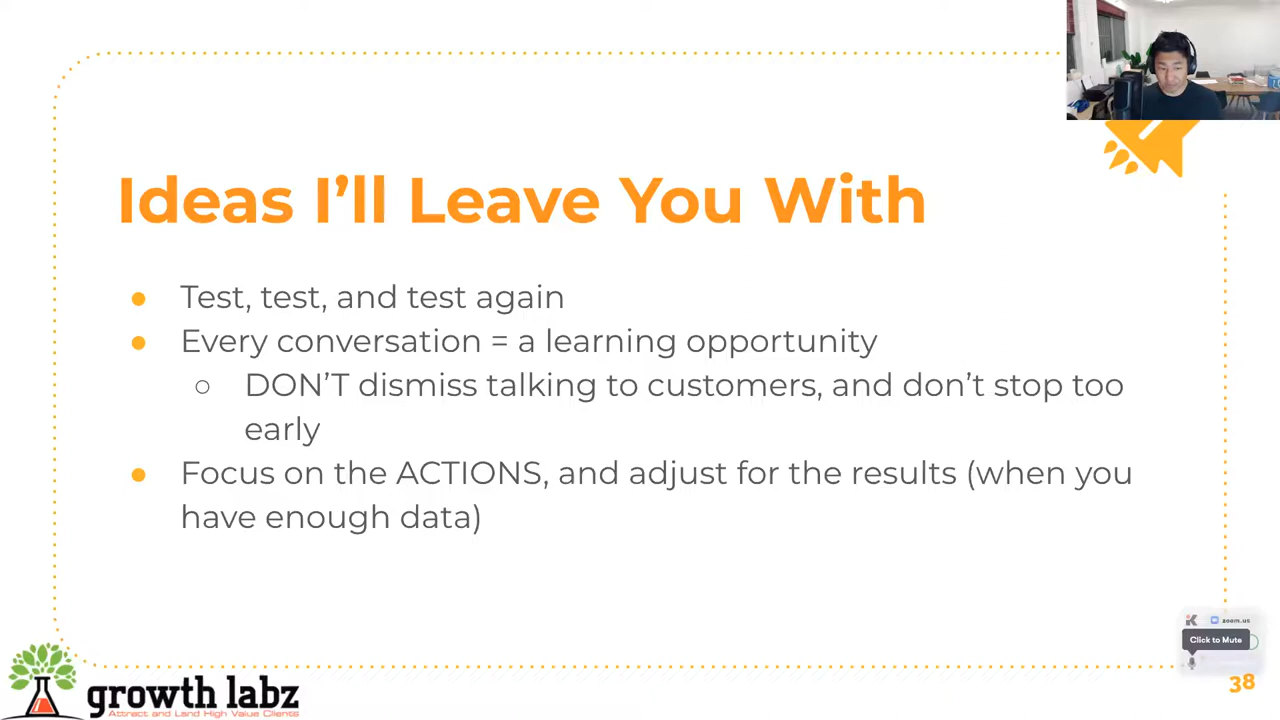 Ideas I'll Leave You With
● Test, test, and test again
● Every conversation = a learning opportunity
○ DON'T dismiss talking to customers, and don't stop too
early
● Focus on the ACTIONS, and adjust for the results (when you
have enough data)
zoom.us
Click to Mute
growth labz
Attract and Land High Value Clients
38